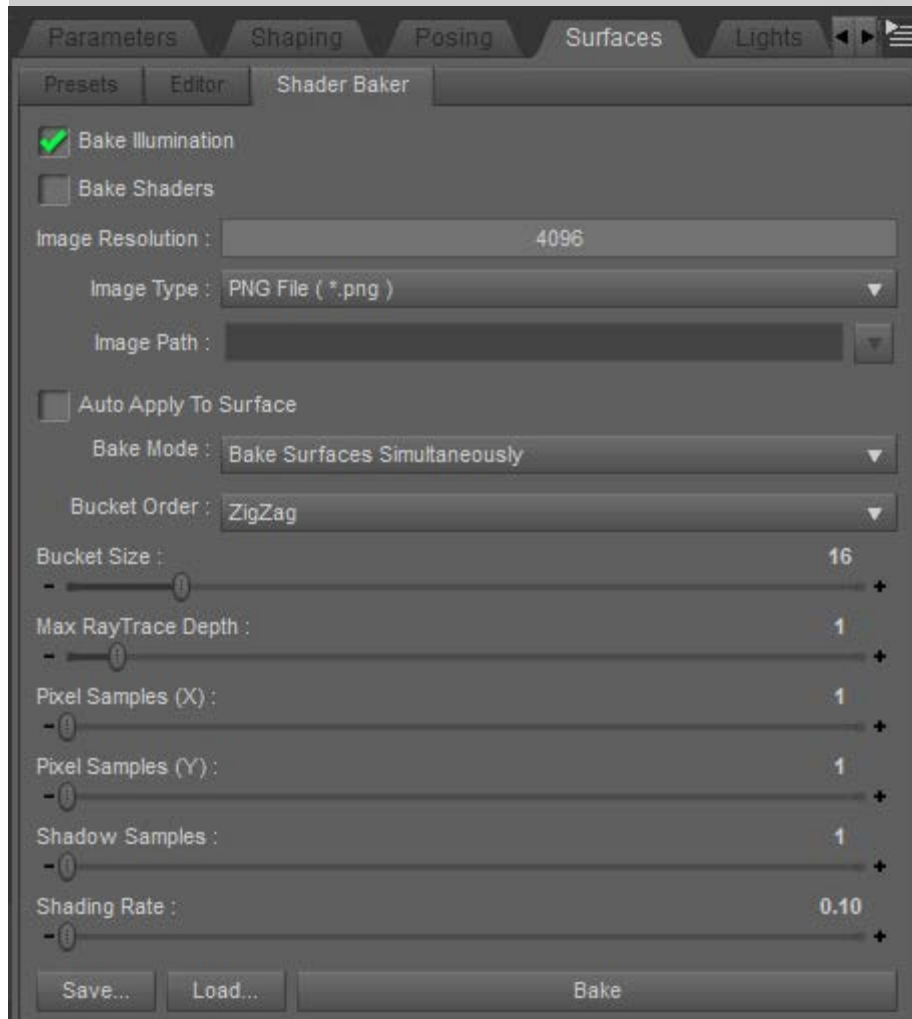 Parameters Shaping Posing Surfaces Lights
Presets Editor Shader Baker
Bake Illumination
Bake Shaders
Image Resolution : 4096
Image Type : PNG File ( *.png )
Image Path :
Auto Apply To Surface
Bake Mode : Bake Surfaces Simultaneously
Bucket Order : ZigZag
Bucket Size : 16
- +
Max RayTrace Depth : 1
- +
Pixel Samples (X) : 1
- +
Pixel Samples (Y) : 1
- +
Shadow Samples : 1
- +
Shading Rate : 0.10
- +
Save... Load... Bake